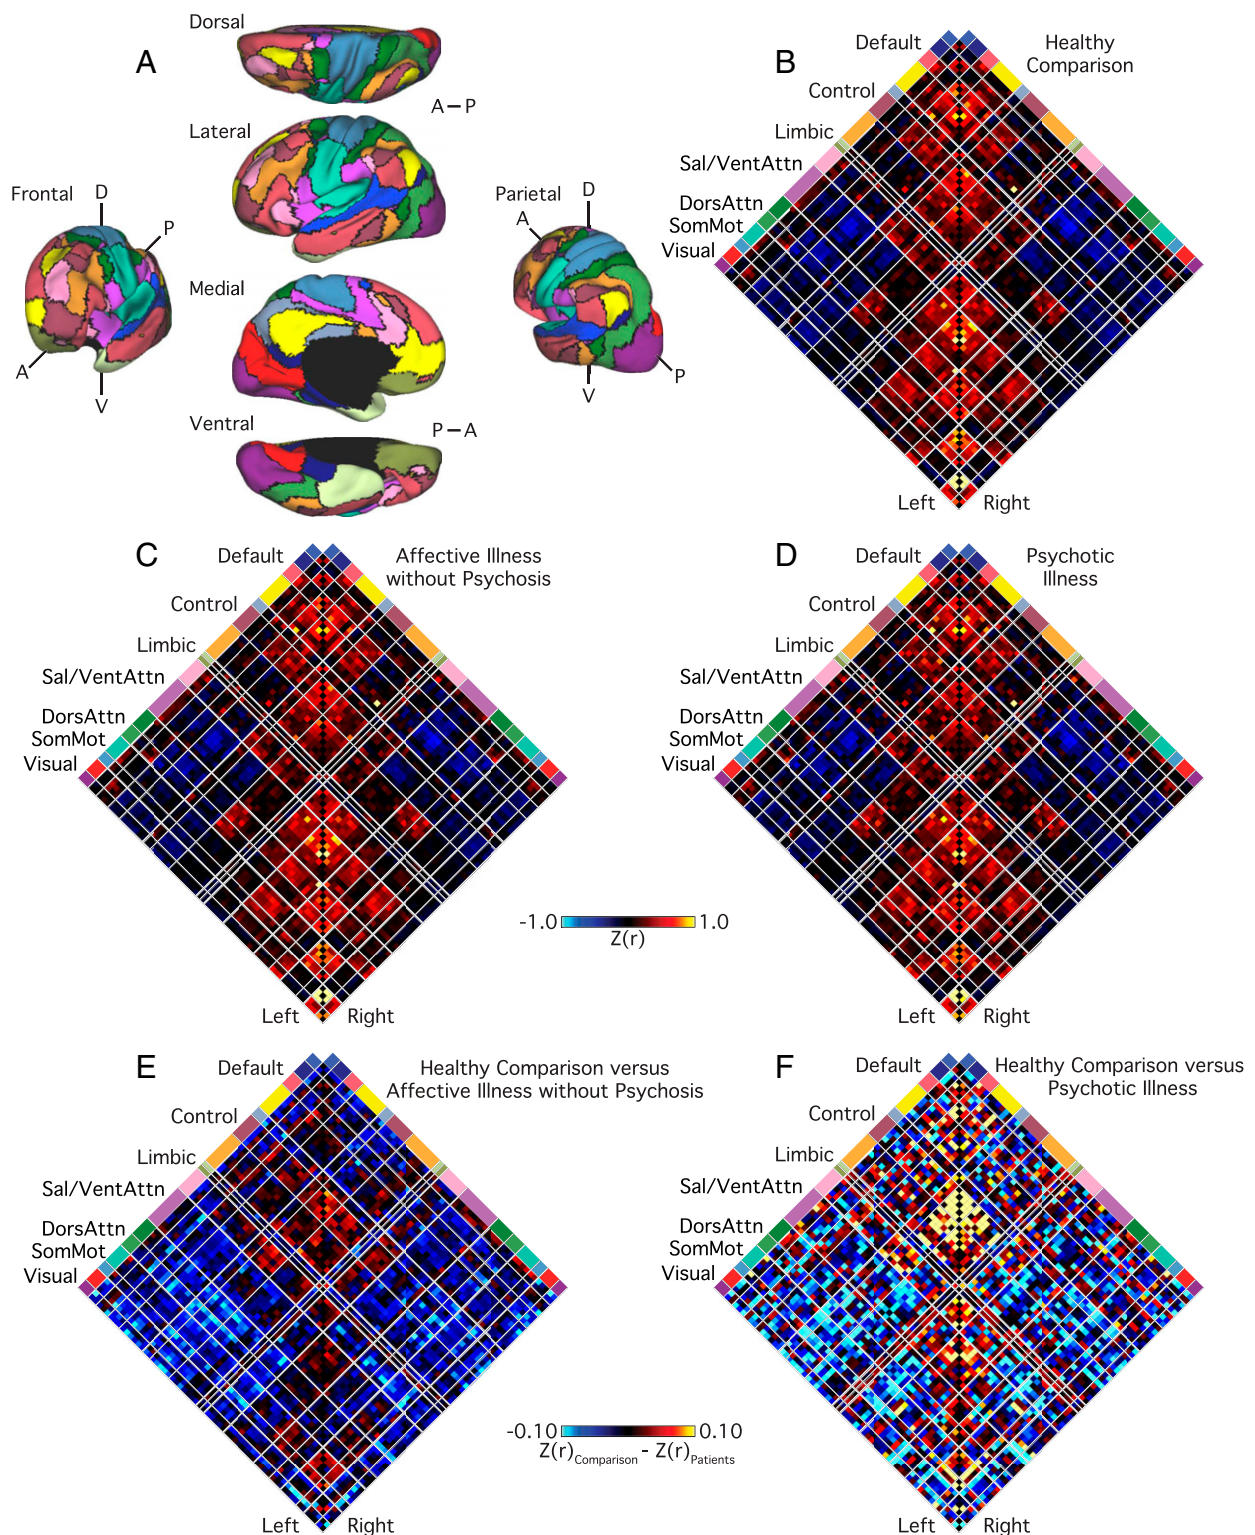 A
Dorsal
A – P
Lateral
Frontal
D
P
A
V
Medial
Parietal
D
A
P
V
Ventral
P – A
B
Healthy
Comparison
Default
Control
Limbic
Sal/VentAttn
DorsAttn
SomMot
Visual
Left
Right
C
Affective Illness
without Psychosis
Default
Control
Limbic
Sal/VentAttn
DorsAttn
SomMot
Visual
Left
Right
D
Psychotic
Illness
Default
Control
Limbic
Sal/VentAttn
DorsAttn
SomMot
Visual
Left
Right
-1.0
1.0
Z(r)
E
Healthy Comparison versus
Affective Illness without Psychosis
Default
Control
Limbic
Sal/VentAttn
DorsAttn
SomMot
Visual
Left
Right
F
Healthy Comparison versus
Psychotic Illness
Default
Control
Limbic
Sal/VentAttn
DorsAttn
SomMot
Visual
Left
Right
-0.10
0.10
Z(r)Comparison - Z(r)Patients